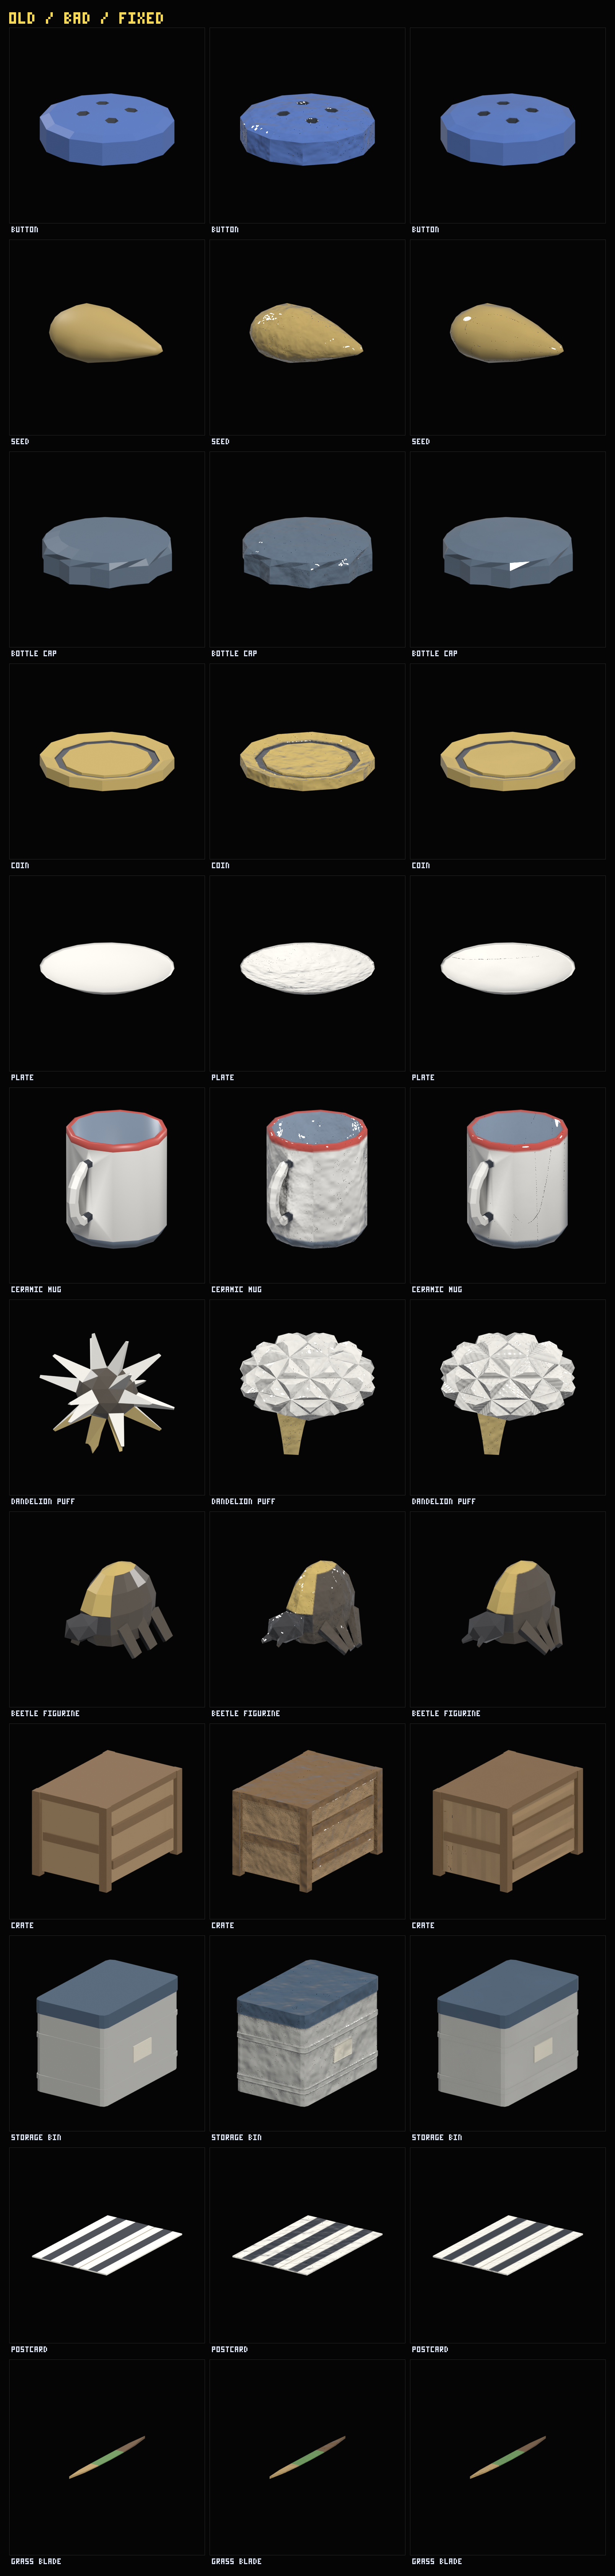 OLD / BAD / FIXED
BUTTON BUTTON BUTTON
SEED SEED SEED
BOTTLE CAP BOTTLE CAP BOTTLE CAP
COIN COIN COIN
PLATE PLATE PLATE
CERAMIC MUG CERAMIC MUG CERAMIC MUG
DANDELION PUFF DANDELION PUFF DANDELION PUFF
BEETLE FIGURINE BEETLE FIGURINE BEETLE FIGURINE
CRATE CRATE CRATE
STORAGE BIN STORAGE BIN STORAGE BIN
POSTCARD POSTCARD POSTCARD
GRASS BLADE GRASS BLADE GRASS BLADE